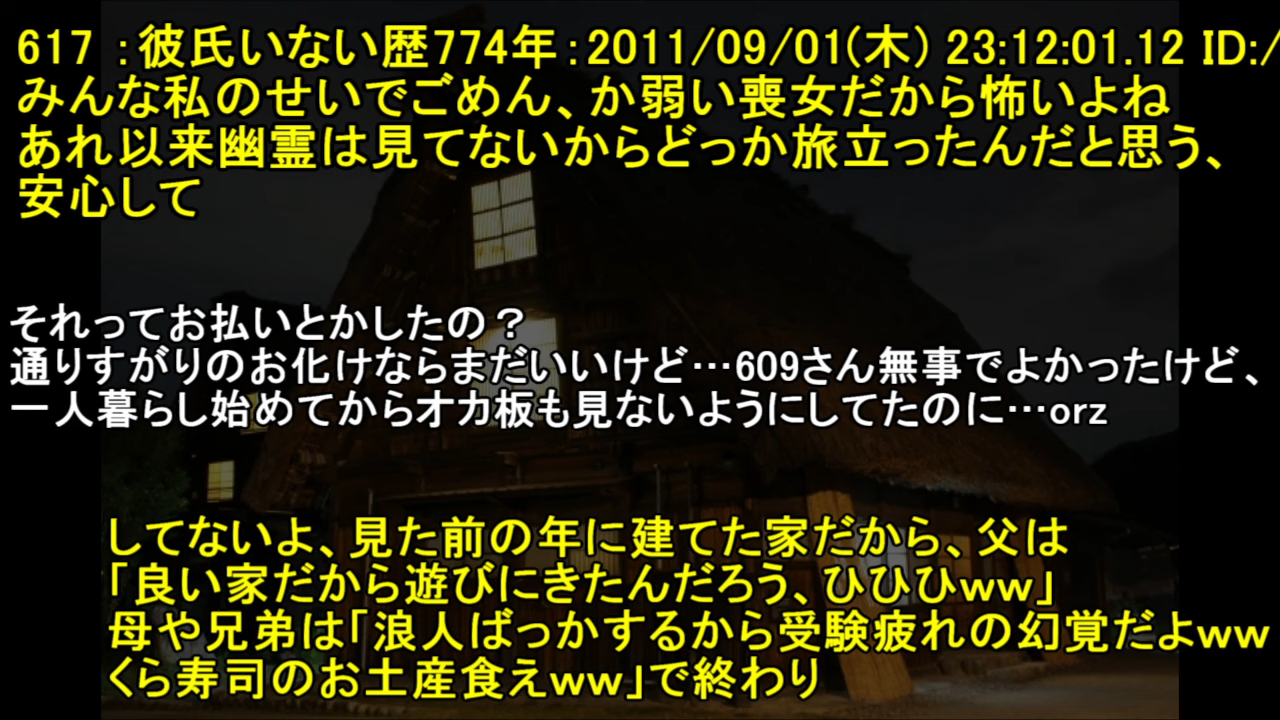 617 :彼氏いない歴774年:2011/09/01(木) 23:12:01.12 ID:/
みんな私のせいでごめん、か弱い喪女だから怖いよね
あれ以来幽霊は見てないからどっか旅立ったんだと思う、
安心して
それってお払いとかしたの?
通りすがりのお化けならまだいいけど…609さん無事でよかったけど、
一人暮らし始めてからオカ板も見ないようにしてたのに…orz
してないよ、見た前の年に建てた家だから、父は
「良い家だから遊びにきたんだろう、ひひひww」
母や兄弟は「浪人ばっかするから受験疲れの幻覚だよww
くら寿司のお土産食えww」で終わり